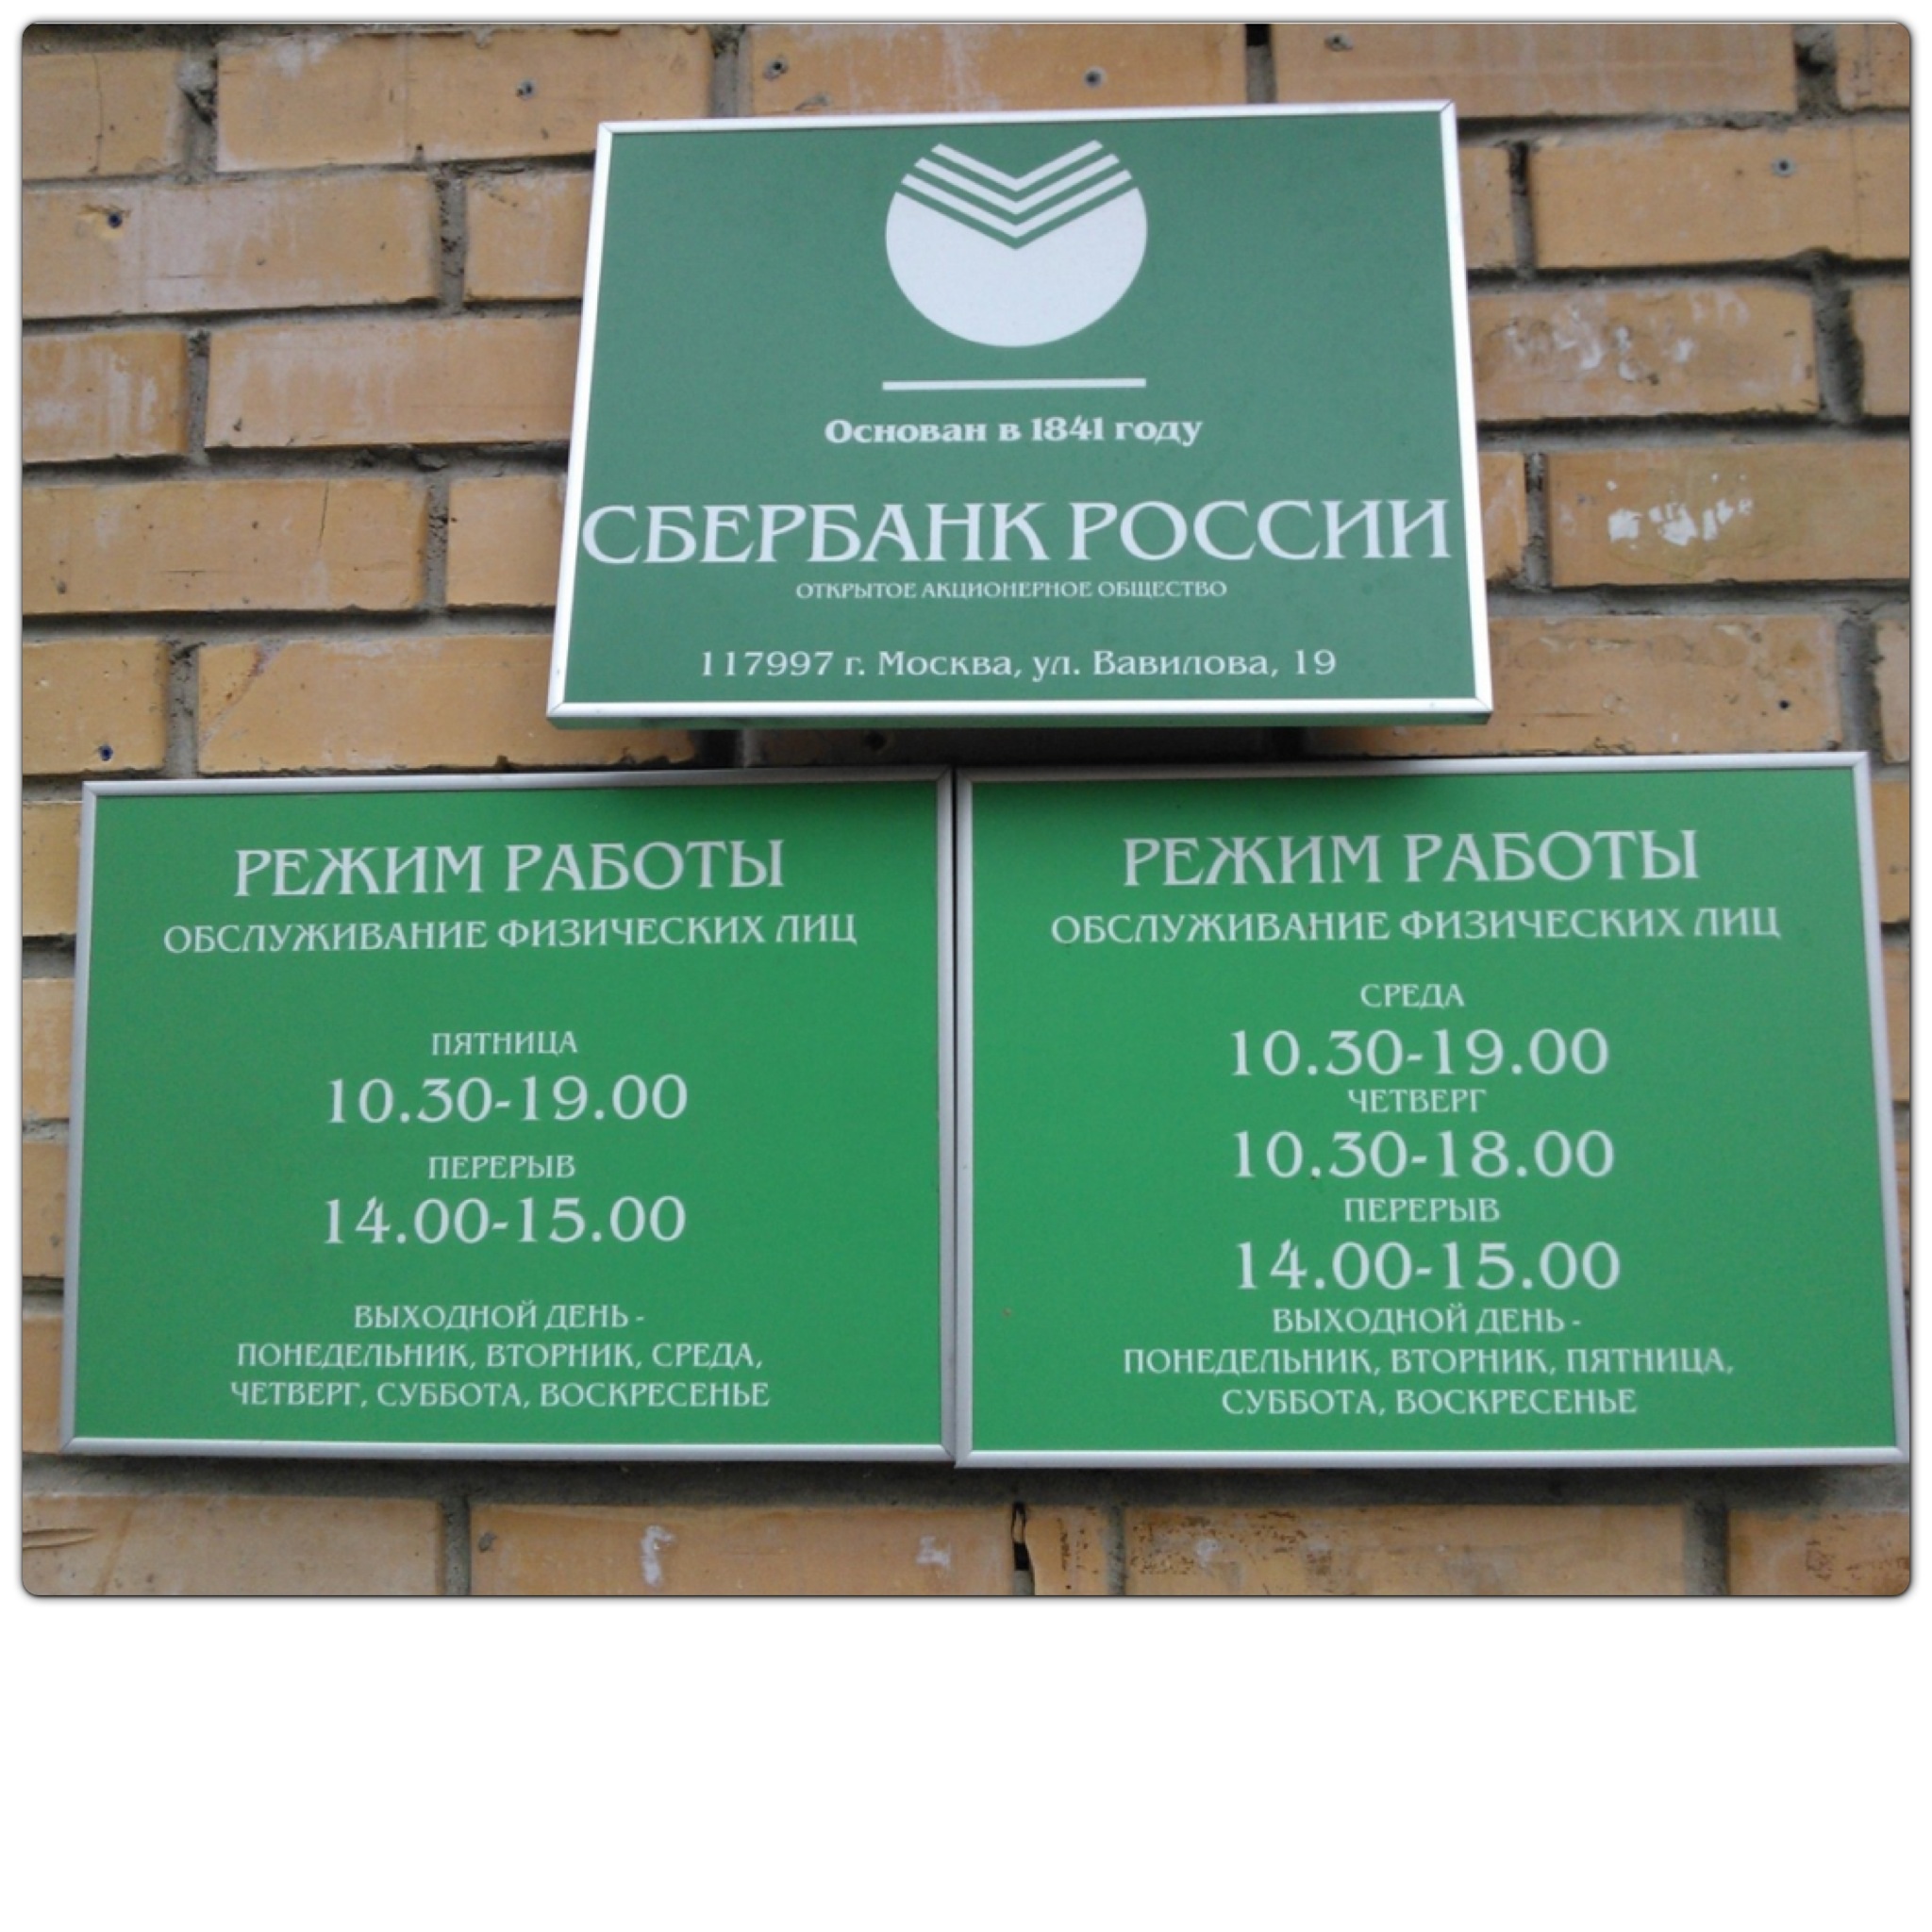 Основан в 1841 году
СБЕРБАНК РОССИИ
ОТКРЫТОЕ АКЦИОНЕРНОЕ ОБЩЕСТВО
117997 г. Москва, ул. Вавилова, 19
РЕЖИМ РАБОТЫ
ОБСЛУЖИВАНИЕ ФИЗИЧЕСКИХ ЛИЦ
ПЯТНИЦА
10.30-19.00
ПЕРЕРЫВ
14.00-15.00
ВЫХОДНОЙ ДЕНЬ -
ПОНЕДЕЛЬНИК, ВТОРНИК, СРЕДА,
ЧЕТВЕРГ, СУББОТА, ВОСКРЕСЕНЬЕ
РЕЖИМ РАБОТЫ
ОБСЛУЖИВАНИЕ ФИЗИЧЕСКИХ ЛИЦ
СРЕДА
10.30-19.00
ЧЕТВЕРГ
10.30-18.00
ПЕРЕРЫВ
14.00-15.00
ВЫХОДНОЙ ДЕНЬ -
ПОНЕДЕЛЬНИК, ВТОРНИК, ПЯТНИЦА,
СУББОТА, ВОСКРЕСЕНЬЕ